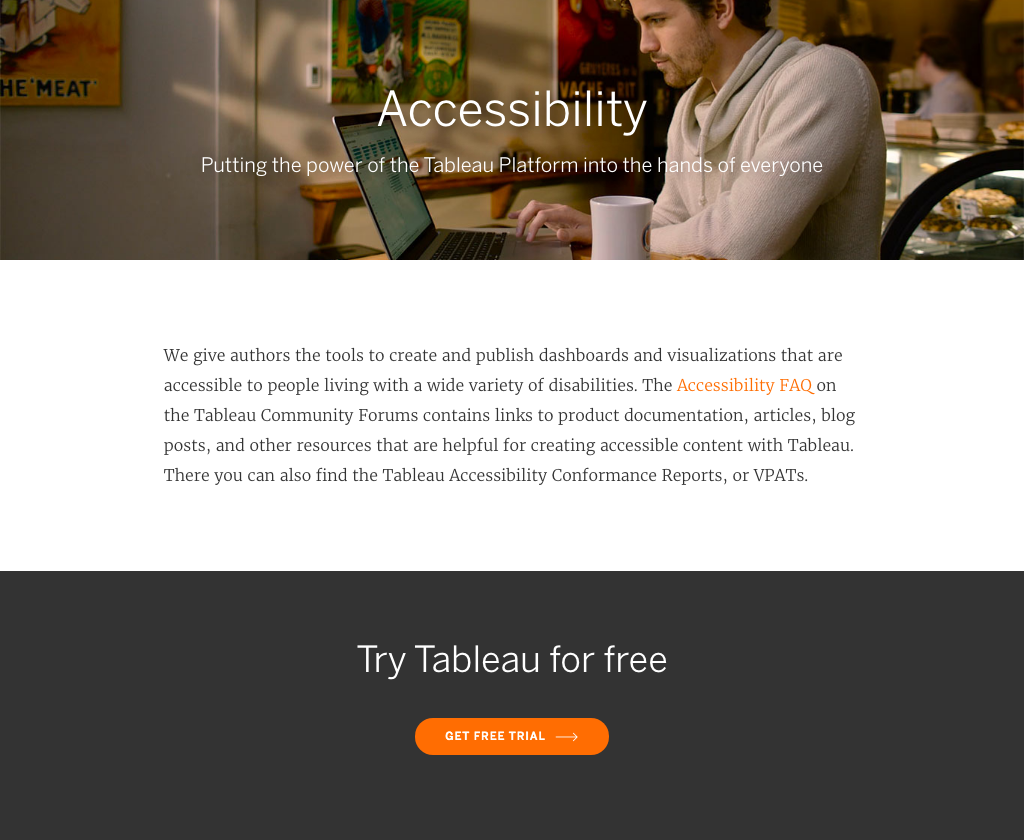 HE "MEAT"
GRUYERES
VACHERIT
Accessibility
Putting the power of the Tableau Platform into the hands of everyone
We give authors the tools to create and publish dashboards and visualizations that are
accessible to people living with a wide variety of disabilities. The Accessibility FAQ on
the Tableau Community Forums contains links to product documentation, articles, blog
posts, and other resources that are helpful for creating accessible content with Tableau.
There you can also find the Tableau Accessibility Conformance Reports, or VPATs.
Try Tableau for free
GET FREE TRIAL